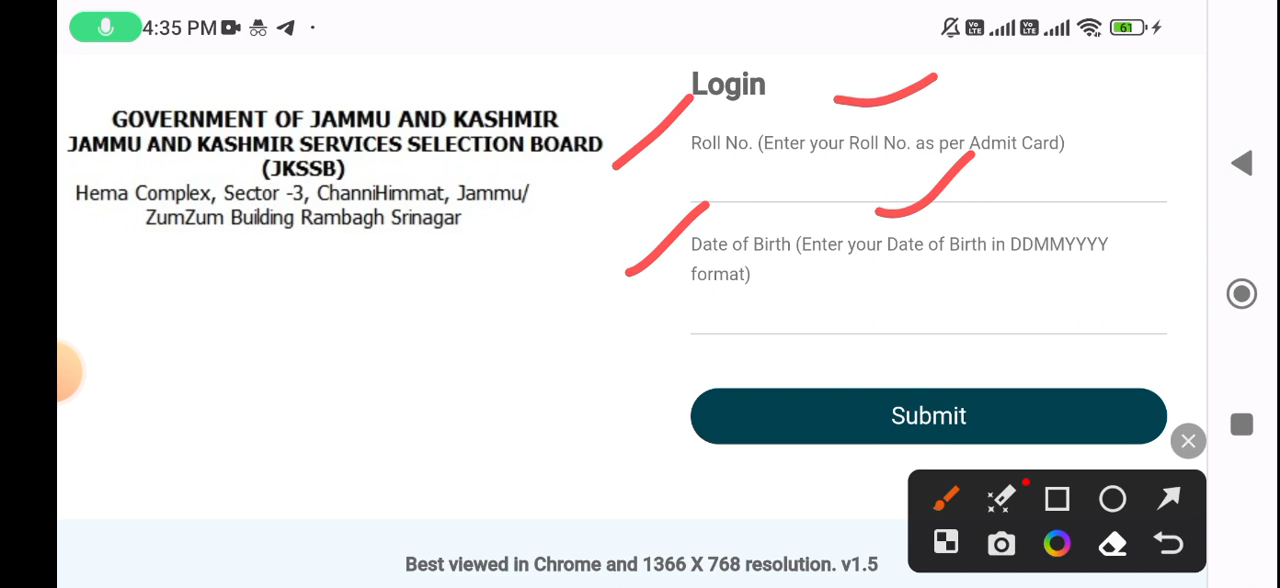 4:35 PM
61
GOVERNMENT OF JAMMU AND KASHMIR
JAMMU AND KASHMIR SERVICES SELECTION BOARD
(JKSSB)
Hema Complex, Sector -3, ChanniHimmat, Jammu/
ZumZum Building Rambagh Srinagar
Login
Roll No. (Enter your Roll No. as per Admit Card)
Date of Birth (Enter your Date of Birth in DDMMYYYY
format)
Submit
Best viewed in Chrome and 1366 X 768 resolution. v1.5